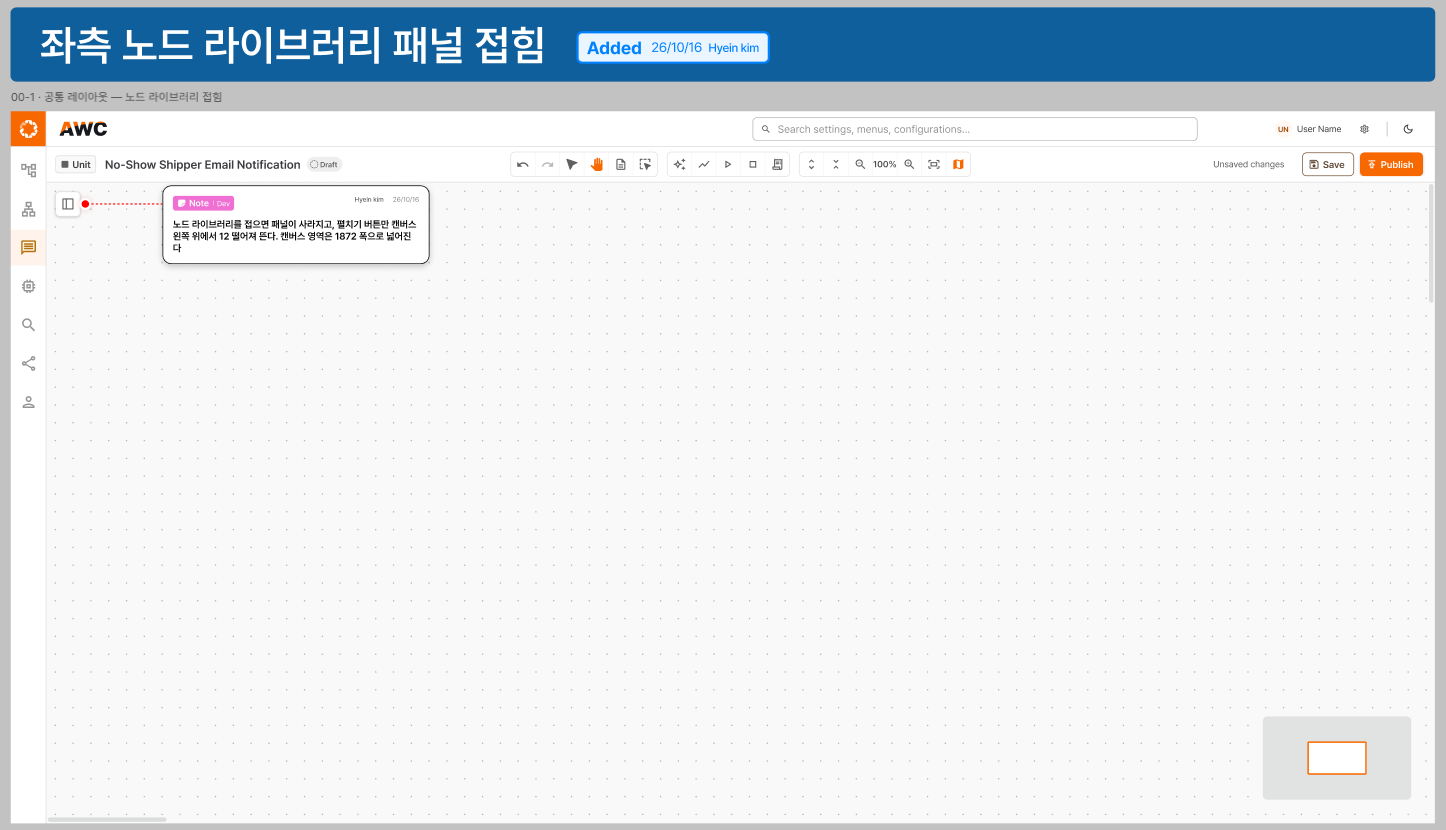 좌측 노드 라이브러리 패널 접힘
Added 26/10/16 Hyein kim
00-1 · 공통 레이아웃 — 노드 라이브러리 접힘
AWC
Search settings, menus, configurations...
UN User Name
Unit No-Show Shipper Email Notification Draft
100%
Unsaved changes Save Publish
Note Dev Hyein kim 26/10/16
노드 라이브러리를 접으면 패널이 사라지고, 펼치기 버튼만 캔버스
왼쪽 위에서 12 떨어져 뜬다. 캔버스 영역은 1872 폭으로 넓어진
다